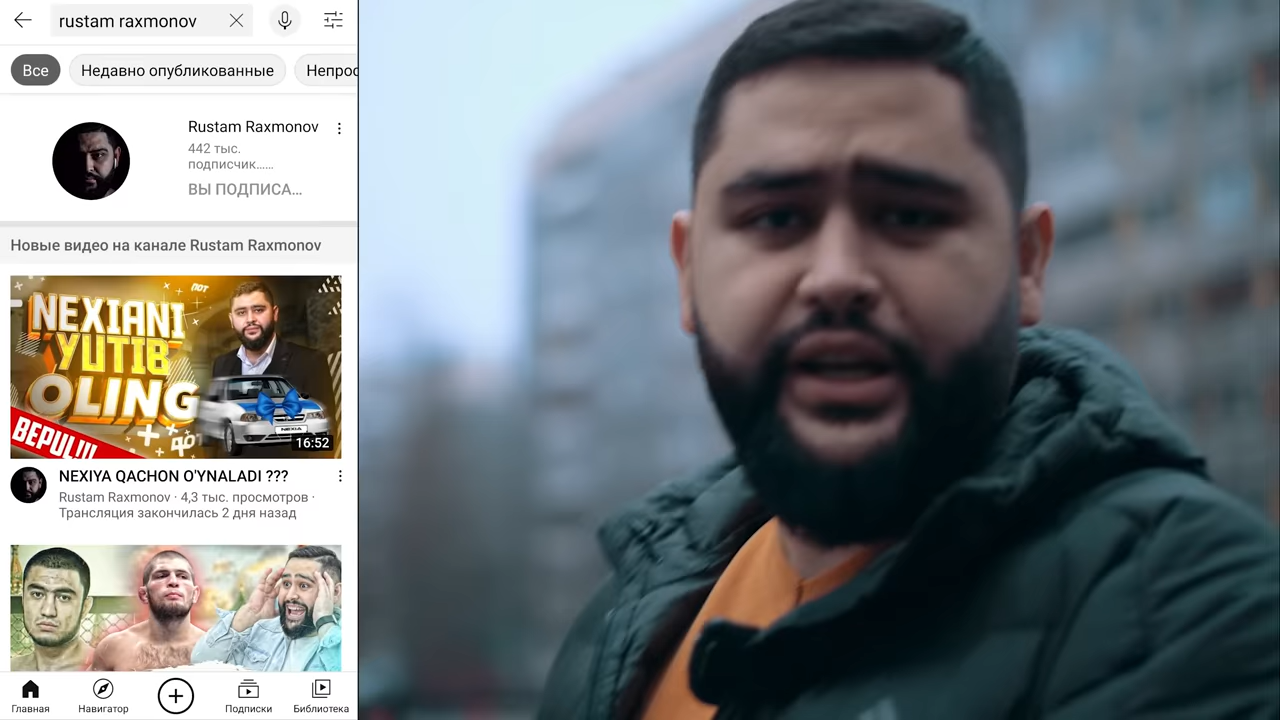 rustam raxmonov
Все
Недавно опубликованные
Непрос
Rustam Raxmonov
442 тыс.
подписчик......
ВЫ ПОДПИСА...
Новые видео на канале Rustam Raxmonov
NEXIANI
YUTIB
OLING
BEPUL!!!
NEXIA
16:52
NEXIYA QACHON O'YNALADI ???
Rustam Raxmonov · 4,3 тыс. просмотров ·
Трансляция закончилась 2 дня назад
Главная
Навигатор
Подписки
Библиотека